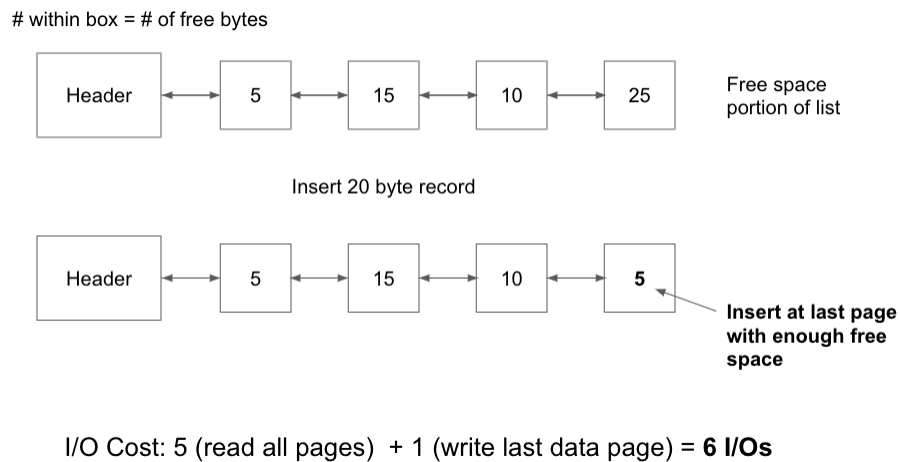 # within box = # of free bytes
Header
5
15
10
25
Free space
portion of list
Insert 20 byte record
Header
5
15
10
5
Insert at last page
with enough free
space
I/O Cost: 5 (read all pages)  + 1 (write last data page) = 6 I/Os